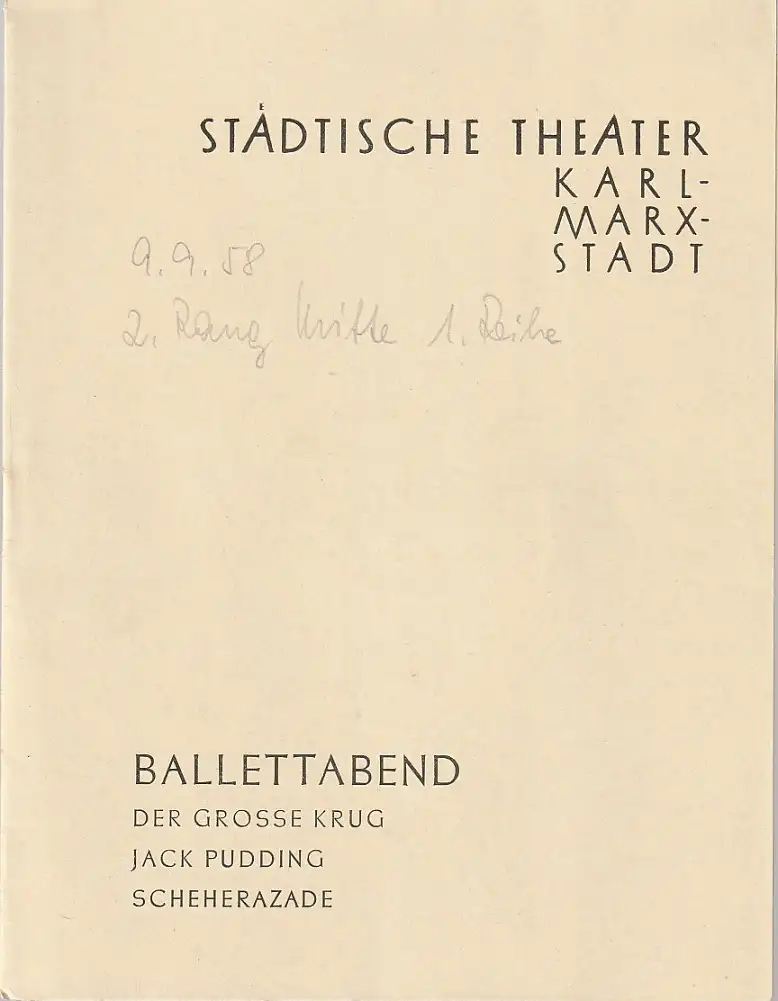 STÄDTISCHE THEATER
KARL-
MARX-
STADT
9.9.58
2. Rang Mitte 1. Reihe
BALLETTABEND
DER GROSSE KRUG
JACK PUDDING
SCHEHERAZADE